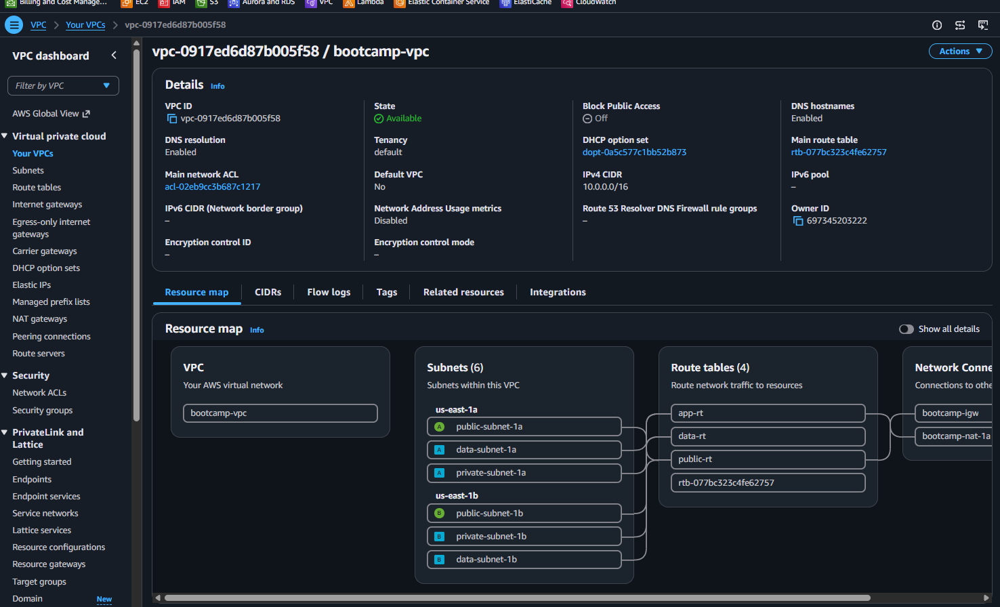 Billing and Cost Manage...
EC2
IAM
S3
Aurora and RDS
VPC
Lambda
Elastic Container Service
ElastiCache
CloudWatch
VPC
Your VPCs
vpc-0917ed6d87b005f58
VPC dashboard
Filter by VPC
AWS Global View
Virtual private cloud
Your VPCs
Subnets
Route tables
Internet gateways
Egress-only internet
gateways
Carrier gateways
DHCP option sets
Elastic IPs
Managed prefix lists
NAT gateways
Peering connections
Route servers
Security
Network ACLs
Security groups
PrivateLink and
Lattice
Getting started
Endpoints
Endpoint services
Service networks
Lattice services
Resource configurations
Resource gateways
Target groups
Domain New
vpc-0917ed6d87b005f58 / bootcamp-vpc
Actions
Details Info
VPC ID
vpc-0917ed6d87b005f58
State
Available
Block Public Access
Off
DNS hostnames
Enabled
DNS resolution
Enabled
Tenancy
default
DHCP option set
dopt-0a5c577c1bb52b873
Main route table
rtb-077bc323c4fe62757
Main network ACL
acl-02eb9cc3b687c1217
Default VPC
No
IPv4 CIDR
10.0.0.0/16
IPv6 pool
–
IPv6 CIDR (Network border group)
–
Network Address Usage metrics
Disabled
Route 53 Resolver DNS Firewall rule groups
–
Owner ID
697345203222
Encryption control ID
–
Encryption control mode
–
Resource map
CIDRs
Flow logs
Tags
Related resources
Integrations
Resource map Info
Show all details
VPC
Your AWS virtual network
bootcamp-vpc
Subnets (6)
Subnets within this VPC
us-east-1a
A public-subnet-1a
A data-subnet-1a
A private-subnet-1a
us-east-1b
B public-subnet-1b
B private-subnet-1b
B data-subnet-1b
Route tables (4)
Route network traffic to resources
app-rt
data-rt
public-rt
rtb-077bc323c4fe62757
Network Conne
Connections to othe
bootcamp-igw
bootcamp-nat-1a